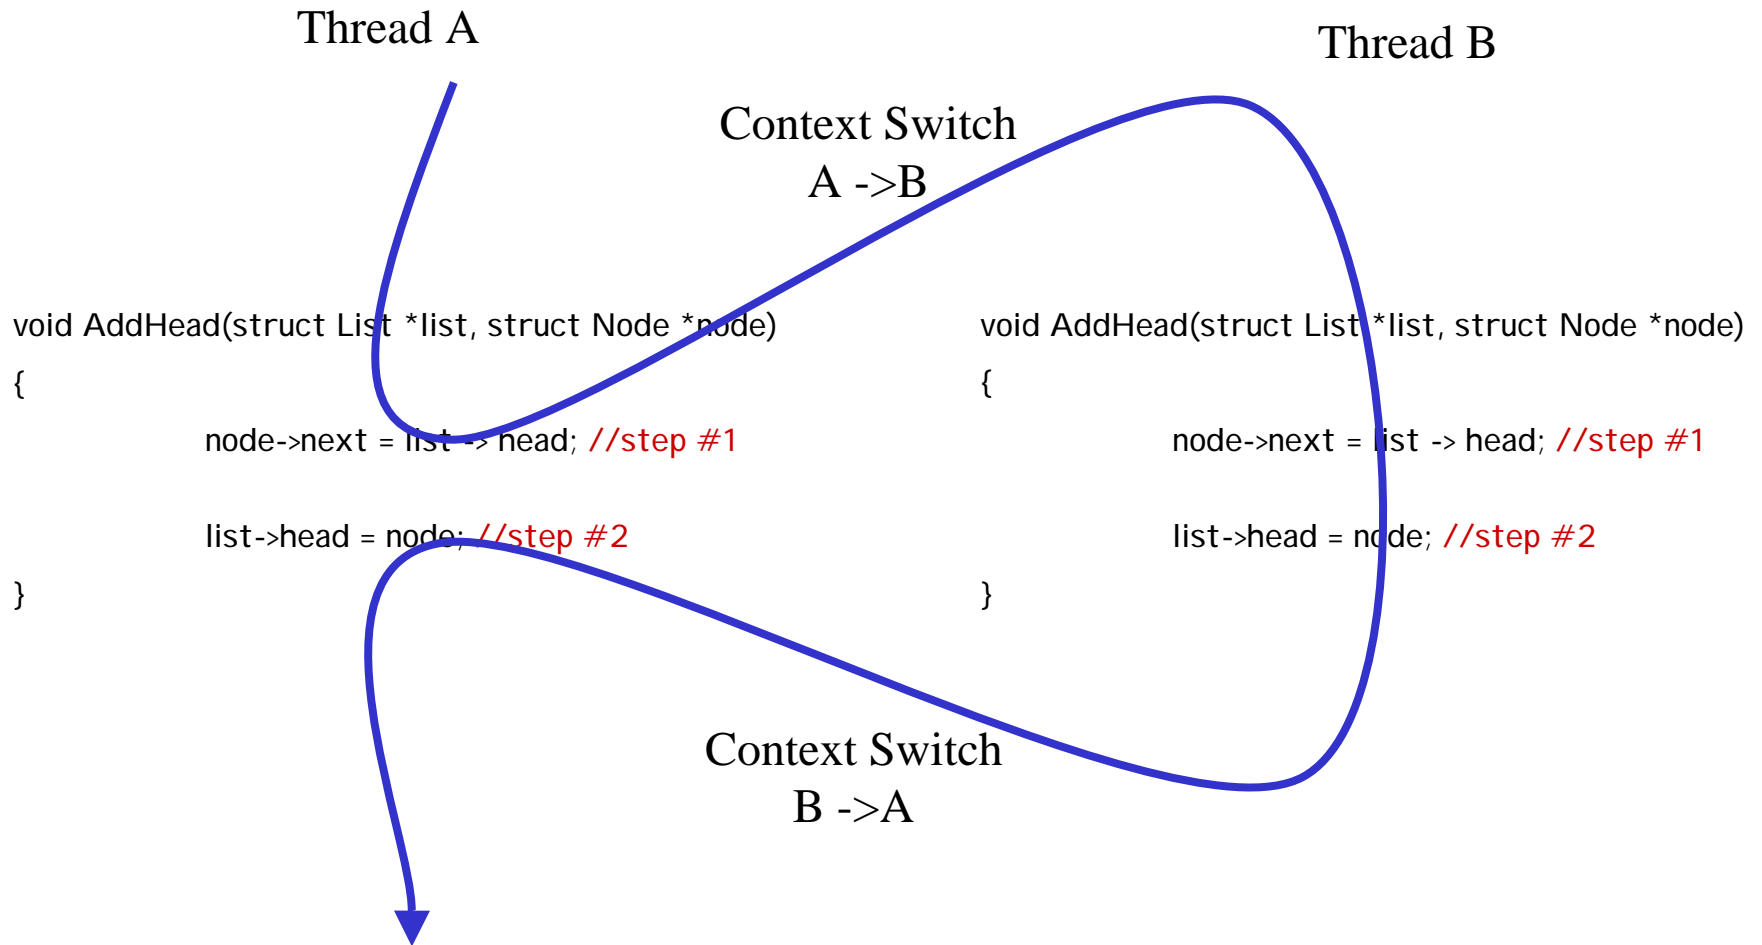 Thread A
Thread B
Context Switch
A ->B
void AddHead(struct List *list, struct Node *node)
{
node->next = list -> head; //step #1
list->head = node; //step #2
}
void AddHead(struct List *list, struct Node *node)
{
node->next = list -> head; //step #1
list->head = node; //step #2
}
Context Switch
B ->A